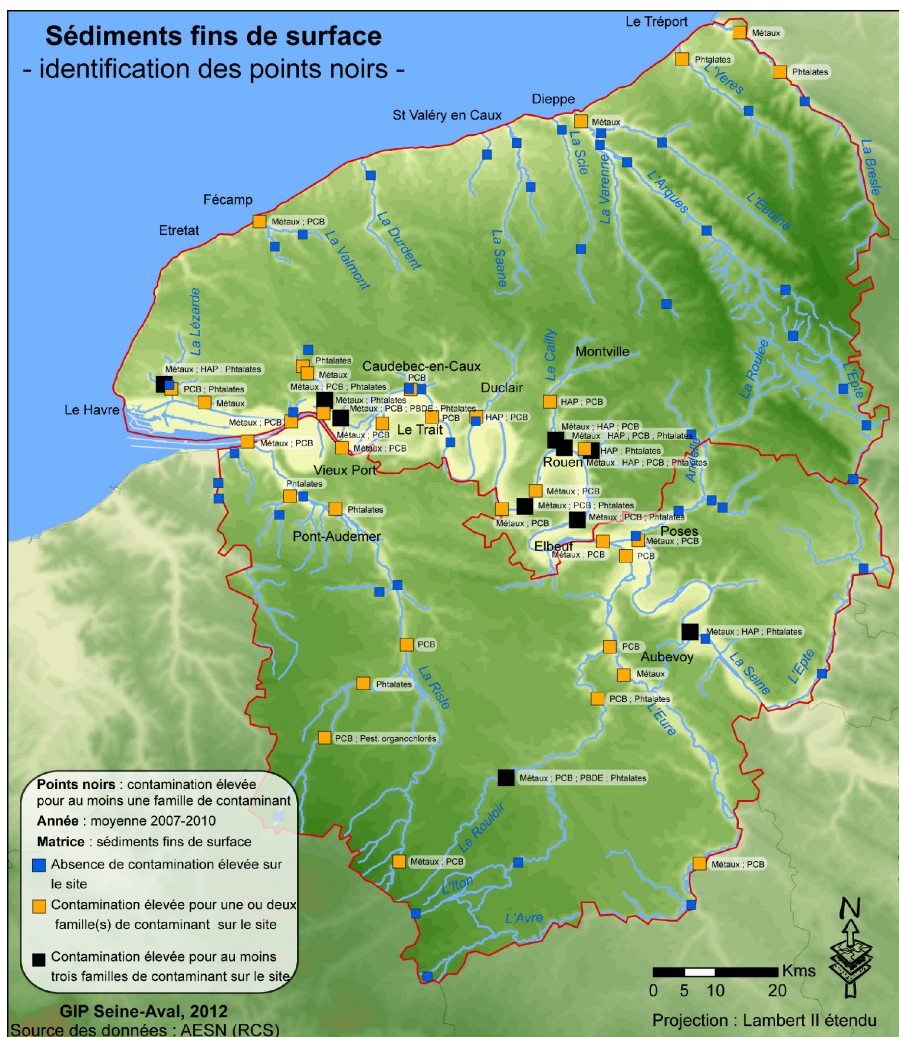 Sédiments fins de surface
- identification des points noirs -
Le Tréport
Métaux
Phtalates
Phtalates
L'Yeres
Dieppe
Métaux
St Valéry en Caux
La Scie
La Varenne
L'Arques
L'Eaulne
La Bresle
Fécamp
Métaux ; PCB
Etretat
La Valmont
La Durdent
La Saane
La Lézarde
Métaux ; HAP ; Phtalates
PCB ; Phtalates
Métaux
Le Havre
Phtalates
Métaux
Caudebec-en-Caux
PCB
Métaux ; PCB ; Phtalates
Métaux ; Phtalates
Métaux ; PCB ; PBDE ; Phtalates
Duclair
Le Cailly
Montville
La Roulée
L'Epte
HAP ; PCB
PCB
HAP ; PCB
Le Trait
Métaux ; PCB
Métaux ; PCB
Métaux ; PCB
Métaux ; PCB
Vieux Port
Métaux ; HAP ; PCB
Métaux ; HAP ; PCB ; Phtalates
HAP ; Phtalates
Rouen
Métaux ; HAP ; PCB ; Phtalates
Andelle
Phtalates
Phtalates
Pont-Audemer
Métaux ; PCB
Métaux ; PCB ; Phtalates
Métaux ; PCB
Métaux ; PCB ; Phtalates
Poses
Elbeuf
Métaux ; PCB
Métaux ; PCB
PCB
Métaux ; HAP ; Phtalates
PCB
PCB
Aubevoy
La Seine
L'Epte
Métaux
La Risle
Phtalates
PCB ; Phtalates
L'Eure
PCB ; Pest. organochlorés
Métaux ; PCB ; PBDE ; Phtalates
Le Rouloir
Métaux ; PCB
Métaux ; PCB
L'Iton
L'Avre
Points noirs : contamination élevée
pour au moins une famille de contaminant
Année : moyenne 2007-2010
Matrice : sédiments fins de surface
Absence de contamination élevée sur
le site
Contamination élevée pour une ou deux
famille(s) de contaminant sur le site
Contamination élevée pour au moins
trois familles de contaminant sur le site
N
Kms
0 5 10 20
GIP Seine-Aval, 2012
Source des données : AESN (RCS)
Projection : Lambert II étendu